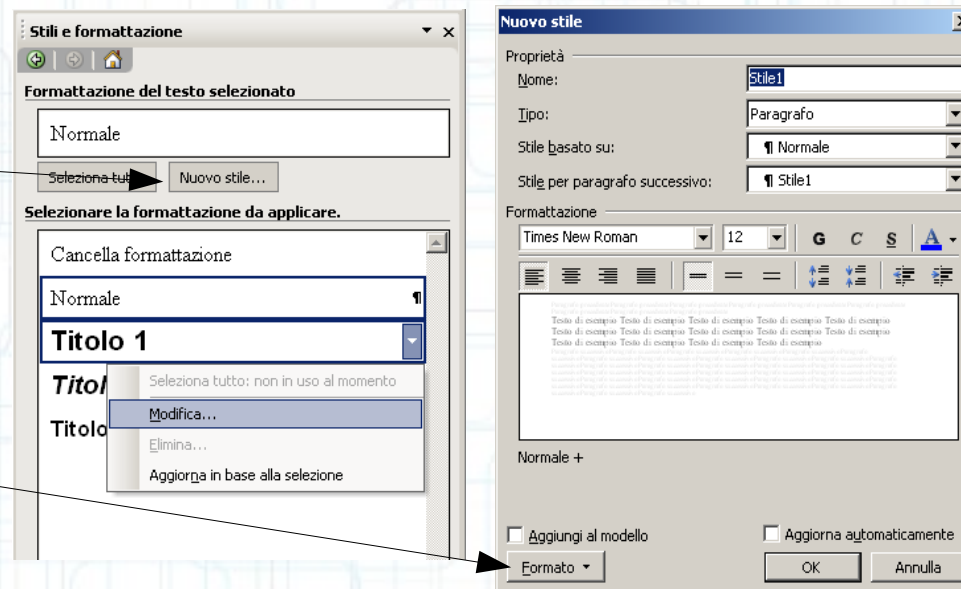 Stili e formattazione
Formattazione del testo selezionato
Normale
Seleziona tutto
Nuovo stile...
Selezionare la formattazione da applicare.
Cancella formattazione
Normale ¶
Titolo 1
Titol
Titolo
Seleziona tutto: non in uso al momento
Modifica...
Elimina...
Aggiorna in base alla selezione
Nuovo stile
Proprietà
Nome: Stile1
Tipo: Paragrafo
Stile basato su: ¶ Normale
Stile per paragrafo successivo: ¶ Stile1
Formattazione
Times New Roman 12 G C S A
Testo di esempio Testo di esempio Testo di esempio Testo di esempio Testo di esempio
Testo di esempio Testo di esempio Testo di esempio Testo di esempio Testo di esempio
Testo di esempio Testo di esempio Testo di esempio Testo di esempio
Normale +
Aggiungi al modello
Aggiorna automaticamente
Formato
OK
Annulla